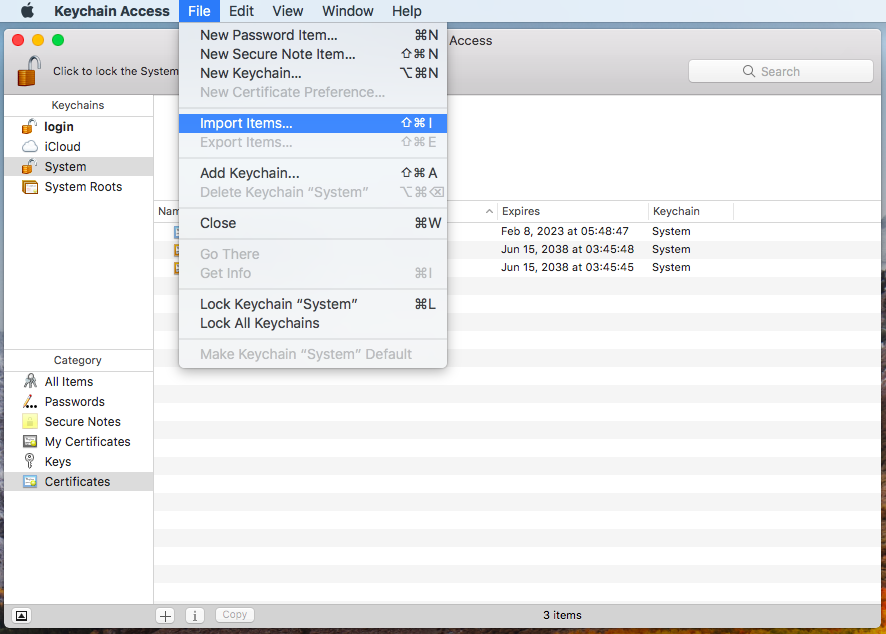 Keychain Access File Edit View Window Help
Access
Click to lock the System
Search
New Password Item... ⌘N
New Secure Note Item... ⇧⌘N
New Keychain... ⌥⌘N
New Certificate Preference...
Import Items... ⇧⌘I
Export Items... ⇧⌘E
Add Keychain... ⇧⌘A
Delete Keychain “System” ⌥⌘⌫
Close ⌘W
Go There
Get Info ⌘I
Lock Keychain “System” ⌘L
Lock All Keychains
Make Keychain “System” Default
Keychains
login
iCloud
System
System Roots
Nam Expires Keychain
Feb 8, 2023 at 05:48:47 System
Jun 15, 2038 at 03:45:48 System
Jun 15, 2038 at 03:45:45 System
Category
All Items
Passwords
Secure Notes
My Certificates
Keys
Certificates
Copy
3 items